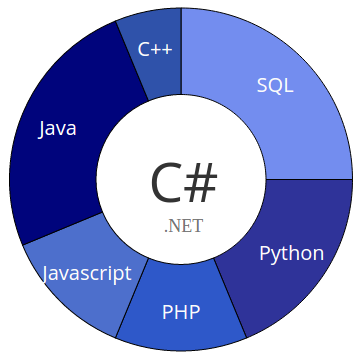 C++
SQL
Java
C#
.NET
Python
Javascript
PHP